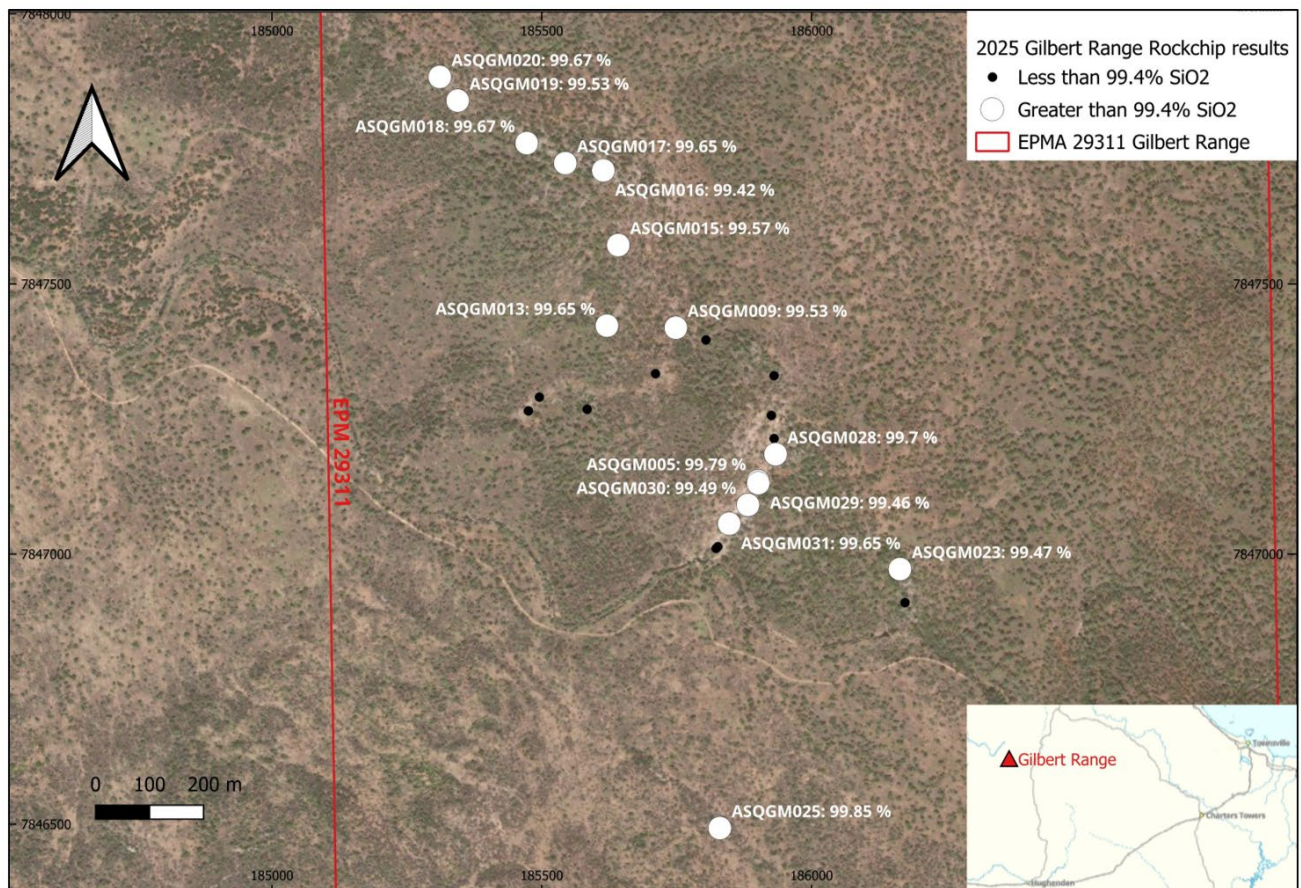 7848000
185000
185500
186000
2025 Gilbert Range Rockchip results
Less than 99.4% SiO2
Greater than 99.4% SiO2
EPMA 29311 Gilbert Range
ASQGM020: 99.67 %
ASQGM019: 99.53 %
ASQGM018: 99.67 %
ASQGM017: 99.65 %
ASQGM016: 99.42 %
ASQGM015: 99.57 %
7847500
7847500
ASQGM013: 99.65 %
ASQGM009: 99.53 %
EPM 29311
ASQGM028: 99.7 %
ASQGM005: 99.79 %
ASQGM030: 99.49 %
ASQGM029: 99.46 %
ASQGM031: 99.65 %
ASQGM023: 99.47 %
7847000
7847000
0 100 200 m
ASQGM025: 99.85 %
7846500
185000
185500
186000
Townsville
Gilbert Range
Charters Towers
Hughenden